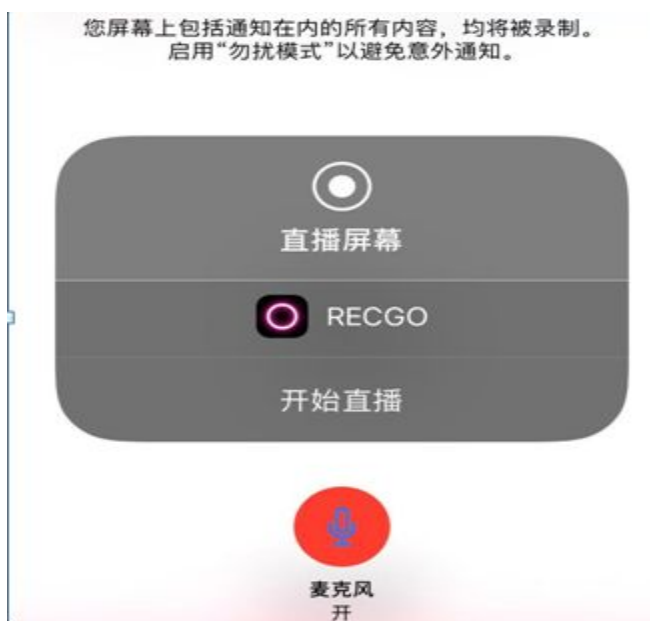 您屏幕上包括通知在内的所有内容，均将被录制。
启用“勿扰模式”以避免意外通知。
直播屏幕
RECGO
开始直播
麦克风
开